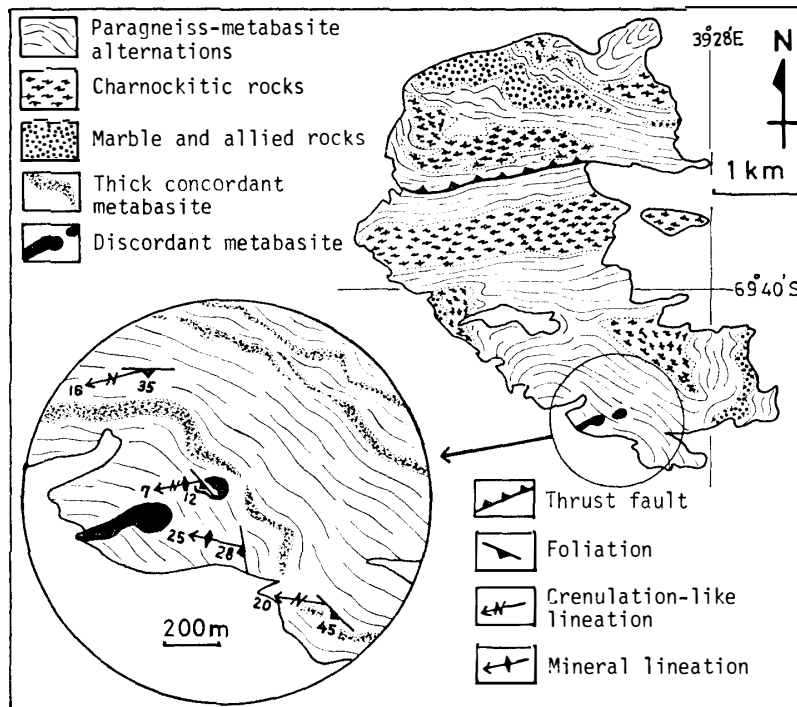 Paragneiss-metabasite
alternations
Charnockitic rocks
Marble and allied rocks
Thick concordant
metabasite
Discordant metabasite
39°28'E
N
1 km
69°40'S
16
35
7
12
25
28
20
45
200m
Thrust fault
Foliation
Crenulation-like
lineation
Mineral lineation